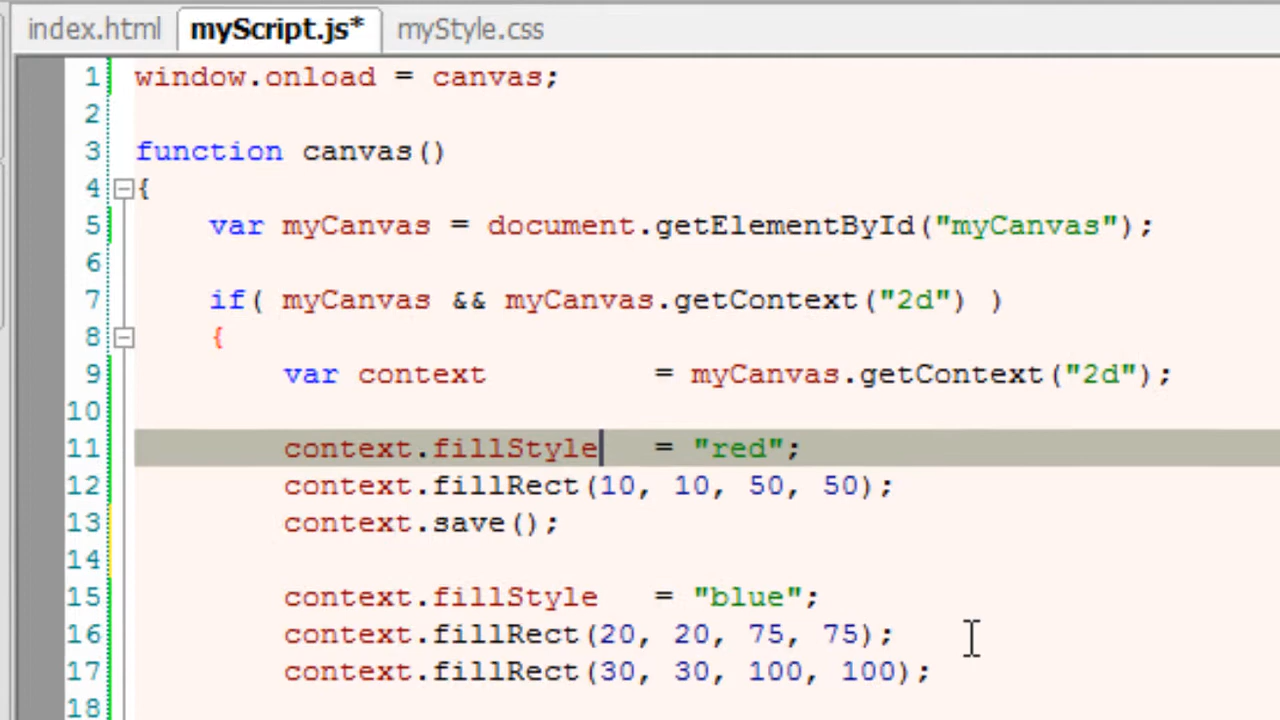 index.html myScript.js* myStyle.css
1 window.onload = canvas;
2
3 function canvas()
4 {
5 var myCanvas = document.getElementById("myCanvas");
6
7 if( myCanvas && myCanvas.getContext("2d") )
8 {
9 var context = myCanvas.getContext("2d");
10
11 context.fillStyle = "red";
12 context.fillRect(10, 10, 50, 50);
13 context.save();
14
15 context.fillStyle = "blue";
16 context.fillRect(20, 20, 75, 75);
17 context.fillRect(30, 30, 100, 100);
18